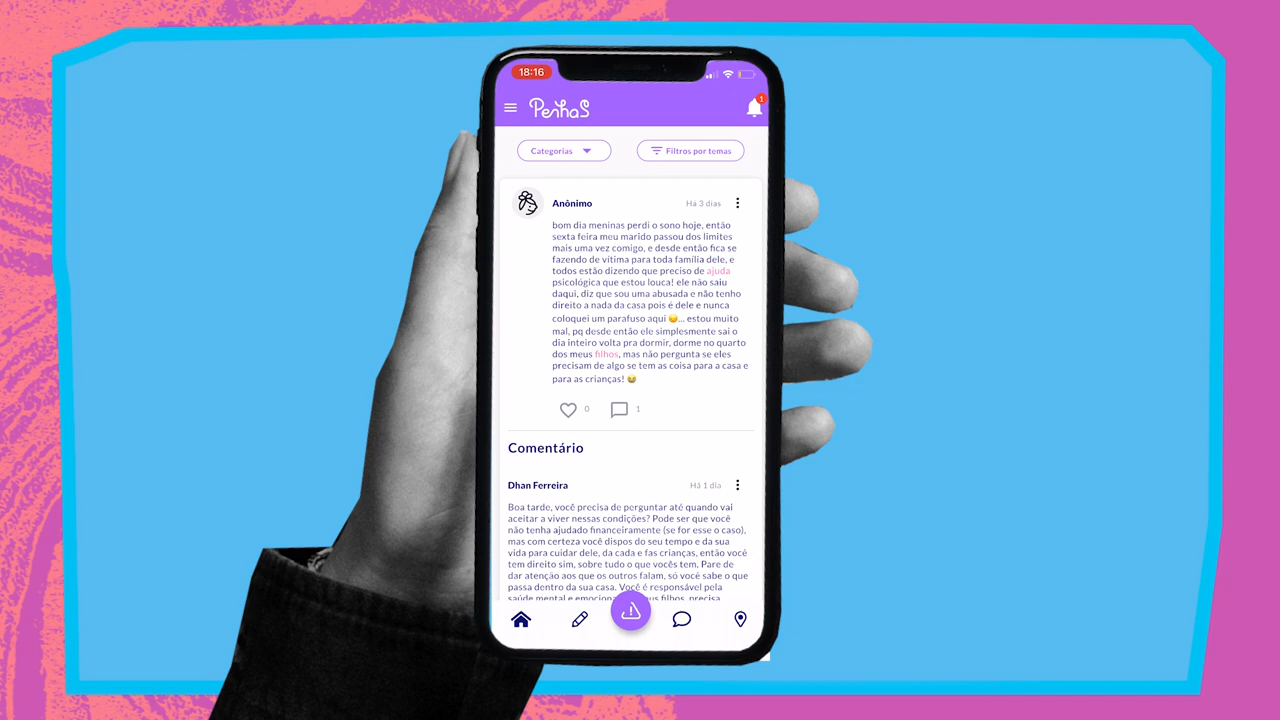 18:16
PenhaS
1
Categorias
Filtros por temas
Anônimo
Há 3 dias
bom dia meninas perdi o sono hoje, então
sexta feira meu marido passou dos limites
mais uma vez comigo, e desde então fica se
fazendo de vítima para toda família dele, e
todos estão dizendo que preciso de ajuda
psicológica que estou louca! ele não saiu
daqui, diz que sou uma abusada e não tenho
direito a nada da casa pois é dele e nunca
coloquei um parafuso aqui 😔... estou muito
mal, pq desde então ele simplesmente sai o
dia inteiro volta pra dormir, dorme no quarto
dos meus filhos, mas não pergunta se eles
precisam de algo se tem as coisa para a casa e
para as crianças! 😭
0
1
Comentário
Dhan Ferreira
Há 1 dia
Boa tarde, você precisa de perguntar até quando vai
aceitar a viver nessas condições? Pode ser que você
não tenha ajudado financeiramente (se for esse o caso),
mas com certeza você dispos do seu tempo e da sua
vida para cuidar dele, da cada e fas crianças, então você
tem direito sim, sobre tudo o que vocês tem. Pare de
dar atenção aos que os outros falam, só você sabe o que
passa dentro da sua casa. Você é responsável pela
saúde mental e filhos, precisa